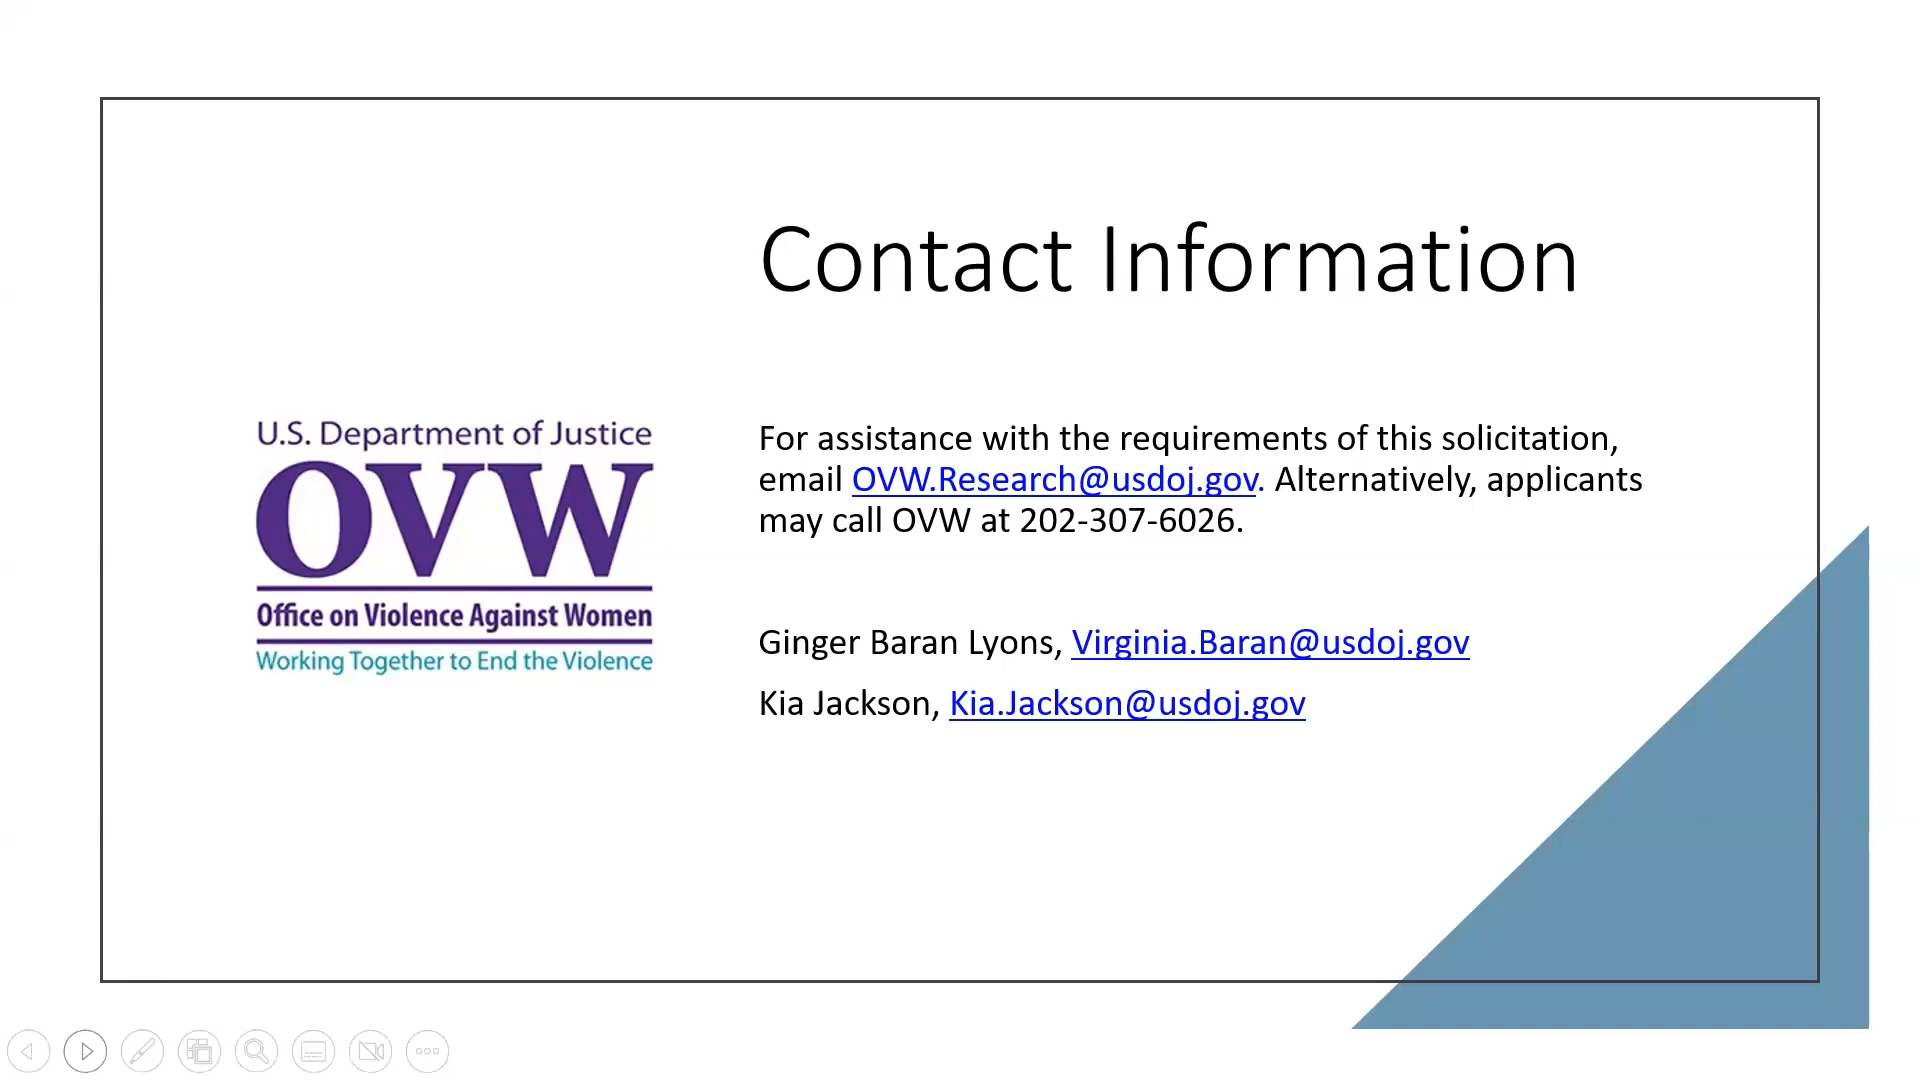 Contact Information
U.S. Department of Justice
OVW
Office on Violence Against Women
Working Together to End the Violence
For assistance with the requirements of this solicitation,
email OVW.Research@usdoj.gov. Alternatively, applicants
may call OVW at 202-307-6026.
Ginger Baran Lyons, Virginia.Baran@usdoj.gov
Kia Jackson, Kia.Jackson@usdoj.gov